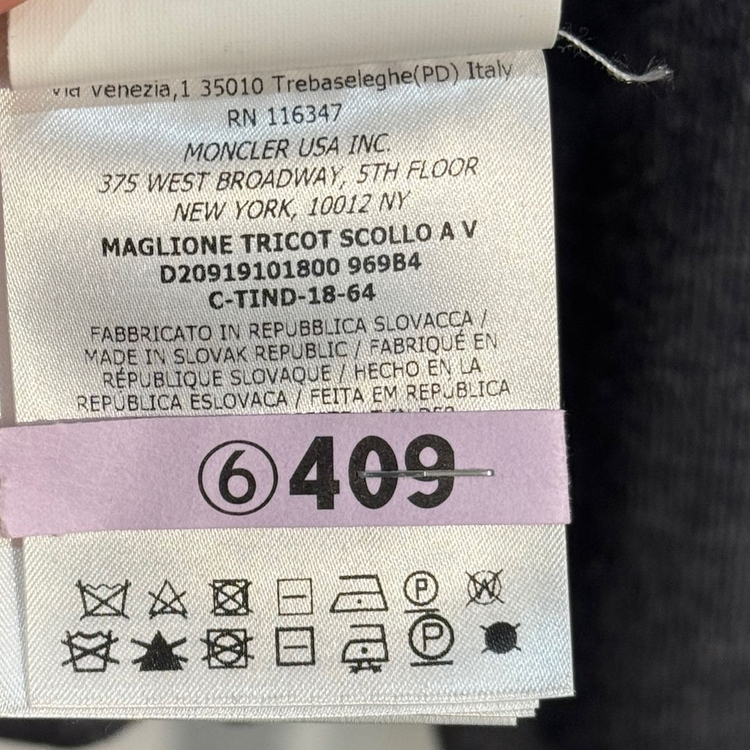 via Venezia,1 35010 Trebaseleghe(PD) Italy
RN 116347
MONCLER USA INC.
375 WEST BROADWAY, 5TH FLOOR
NEW YORK, 10012 NY
MAGLIONE TRICOT SCOLLO A V
D20919101800 969B4
C-TIND-18-64
FABBRICATO IN REPUBBLICA SLOVACCA /
MADE IN SLOVAK REPUBLIC / FABRIQUÉ EN
RÉPUBLIQUE SLOVAQUE / HECHO EN LA
REPÚBLICA ESLOVACA / FEITA EM REPÚBLICA
⑥409
P W
P